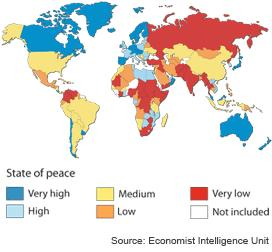 State of peace
Very high
Medium
Very low
High
Low
Not included
Source: Economist Intelligence Unit